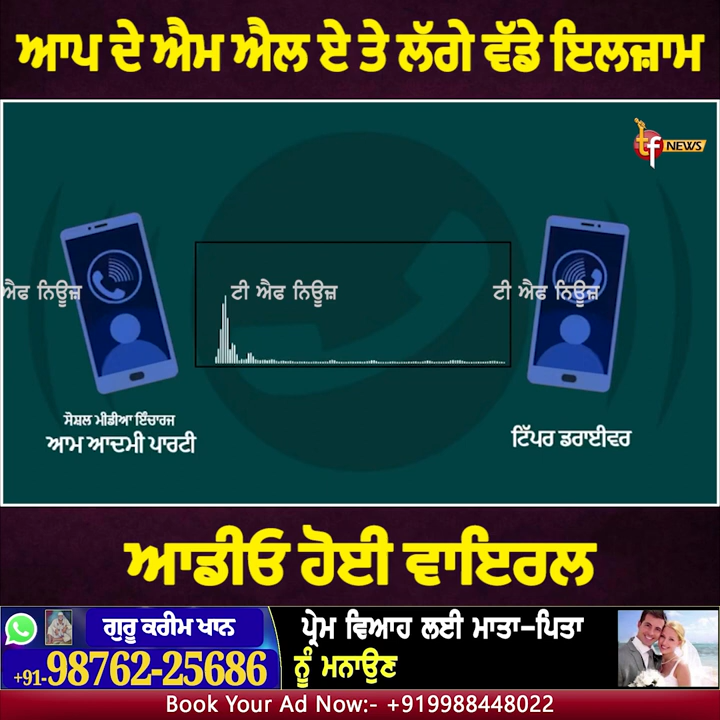 ਆਪ ਦੇ ਐਮ ਐਲ ਏ ਤੇ ਲੱਗੇ ਵੱਡੇ ਇਲਜ਼ਾਮ
tf NEWS
ਐਫ ਨਿਊਜ਼
ਟੀ ਐਫ ਨਿਊਜ਼
ਟੀ ਐਫ ਨਿਊਜ਼
ਸੋਸ਼ਲ ਮੀਡੀਆ ਇੰਚਾਰਜ
ਆਮ ਆਦਮੀ ਪਾਰਟੀ
ਟਿੱਪਰ ਡਰਾਈਵਰ
ਆਡੀਓ ਹੋਈ ਵਾਇਰਲ
ਗੁਰੂ ਕਰੀਮ ਖਾਨ
+91-98762-25686
ਪ੍ਰੇਮ ਵਿਆਹ ਲਈ ਮਾਤਾ-ਪਿਤਾ
ਨੂੰ ਮਨਾਉਣ
Book Your Ad Now:- +919988448022